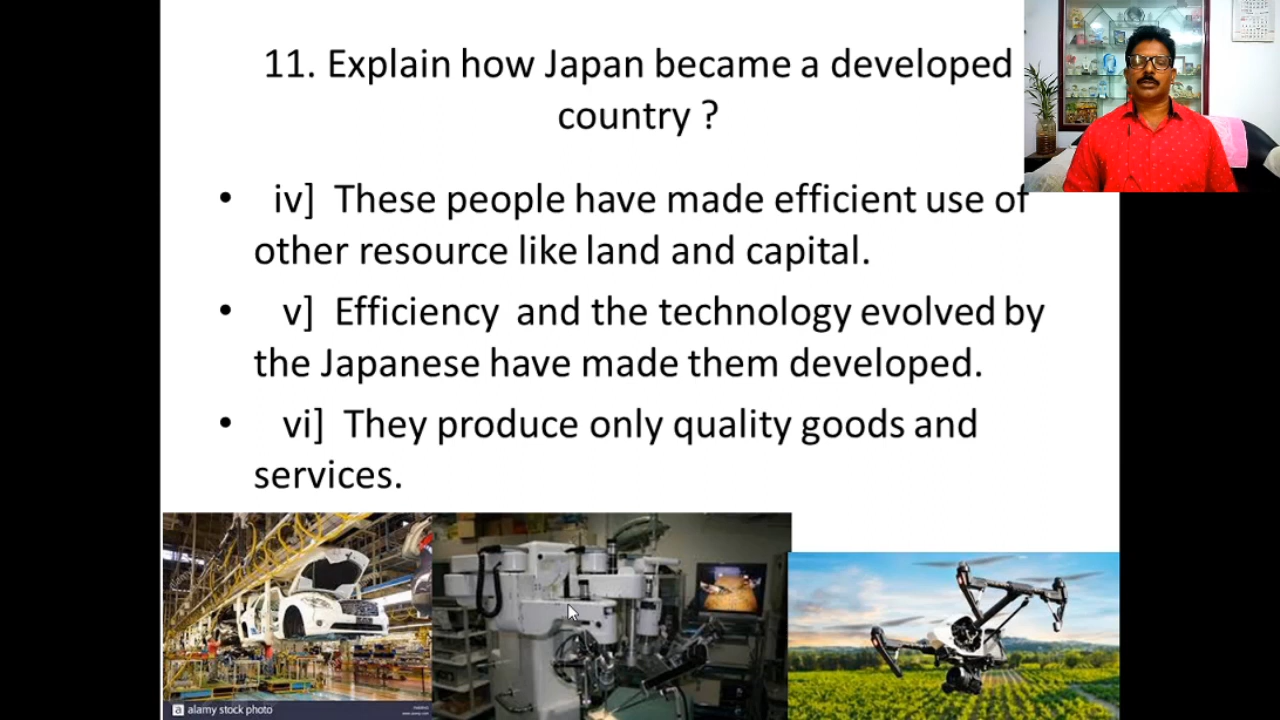 11. Explain how Japan became a developed
country ?
• iv] These people have made efficient use of
other resource like land and capital.
• v] Efficiency and the technology evolved by
the Japanese have made them developed.
• vi] They produce only quality goods and
services.
a alamy stock photo